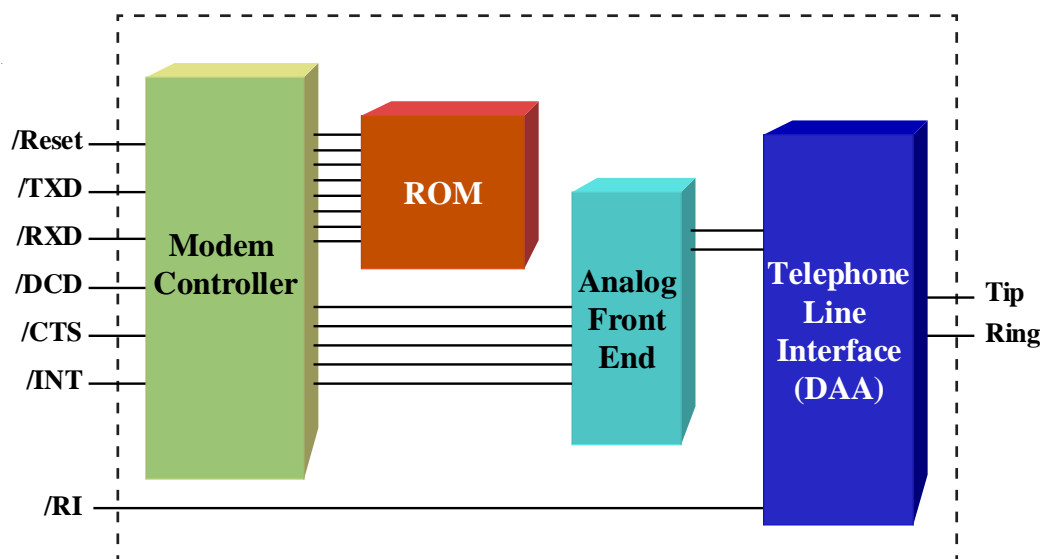 /Reset
/TXD
/RXD
/DCD
/CTS
/INT
/RI
Modem
Controller
ROM
Analog
Front
End
Telephone
Line
Interface
(DAA)
Tip
Ring